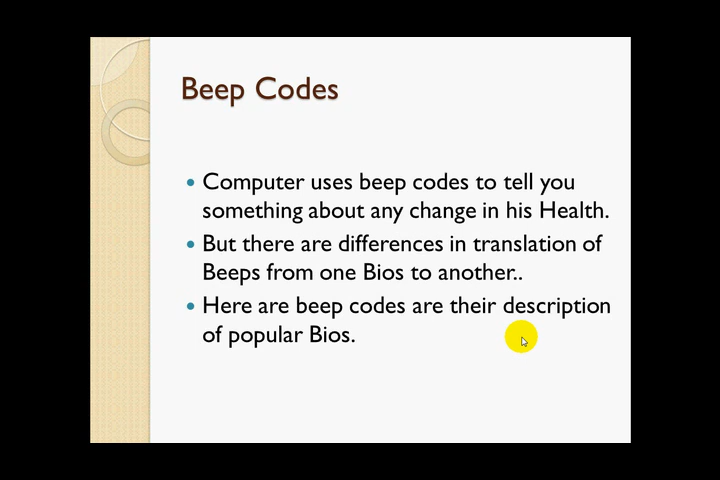 Beep Codes
• Computer uses beep codes to tell you
something about any change in his Health.
• But there are differences in translation of
Beeps from one Bios to another..
• Here are beep codes are their description
of popular Bios.